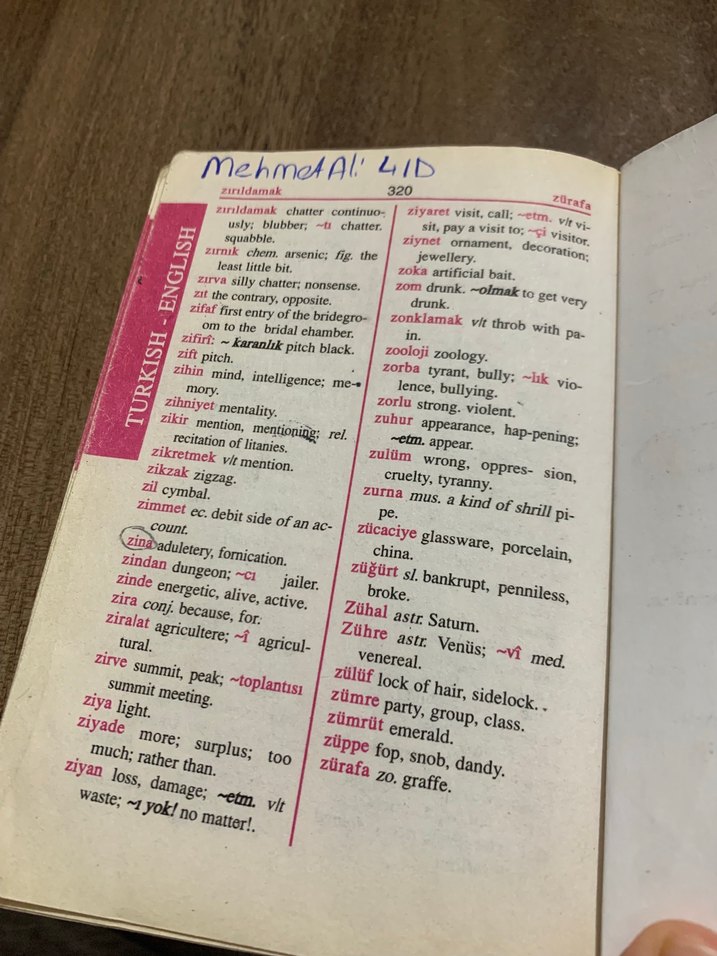 MehmetAli 4/D
zırıldamak
320
zürafa
TURKISH - ENGLISH
zırıldamak chatter continuo-
usly; blubber; ~tı chatter.
squabble.
zırnık chem. arsenic; fig. the
least little bit.
zırva silly chatter; nonsense.
zıt the contrary, opposite.
zifaf first entry of the bridegro-
om to the bridal ehamber.
zifirî: ~ karanlık pitch black.
zift pitch.
zihin mind, intelligence; me-
mory.
zihniyet mentality.
zikir mention, mentioning; rel.
recitation of litanies.
zikretmek v/t mention.
zikzak zigzag.
zil cymbal.
zimmet ec. debit side of an ac-
count.
zina aduletery, fornication.
zindan dungeon; ~cı jailer.
zinde energetic, alive, active.
zira conj. because, for.
zira|at agricultere; ~î agricul-
tural.
zirve summit, peak; ~toplantısı
summit meeting.
ziya light.
ziyade more; surplus; too
much; rather than.
ziyan loss, damage; ~etm. v/t
waste; ~ı yok! no matter!.
ziyaret visit, call; ~etm. v/t vi-
sit, pay a visit to; ~çi visitor.
ziynet ornament, decoration;
jewellery.
zoka artificial bait.
zom drunk. ~olmak to get very
drunk.
zonklamak v/t throb with pa-
in.
zooloji zoology.
zorba tyrant, bully; ~lık vio-
lence, bullying.
zorlu strong. violent.
zuhur appearance, hap-pening;
~etm. appear.
zulüm wrong, oppres- sion,
cruelty, tyranny.
zurna mus. a kind of shrill pi-
pe.
zücaciye glassware, porcelain,
china.
züğürt sl. bankrupt, penniless,
broke.
Zühal astr. Saturn.
Zühre astr. Venüs; ~vî med.
venereal.
zülüf lock of hair, sidelock. .
zümre party, group, class.
zümrüt emerald.
züppe fop, snob, dandy.
zürafa zo. graffe.